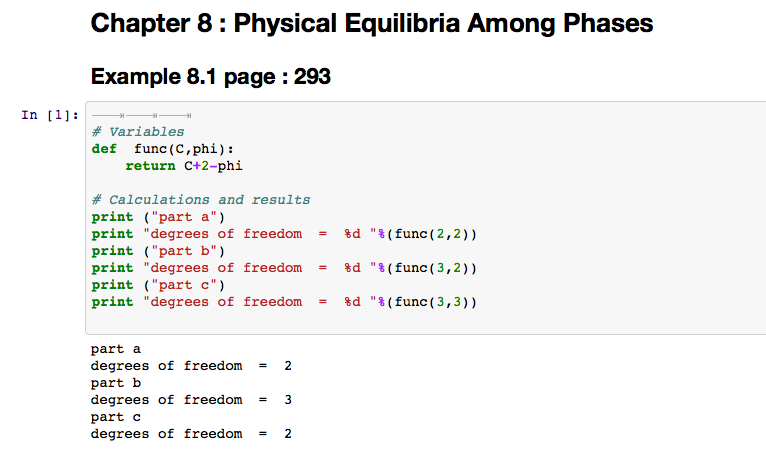 Chapter 8 : Physical Equilibria Among Phases
Example 8.1 page : 293
In [1]:
# Variables
def  func(C,phi):
    return C+2-phi
# Calculations and results
print ("part a")
print "degrees of freedom  =  %d "%(func(2,2))
print ("part b")
print "degrees of freedom  =  %d "%(func(3,2))
print ("part c")
print "degrees of freedom  =  %d "%(func(3,3))
part a
degrees of freedom  =  2
part b
degrees of freedom  =  3
part c
degrees of freedom  =  2